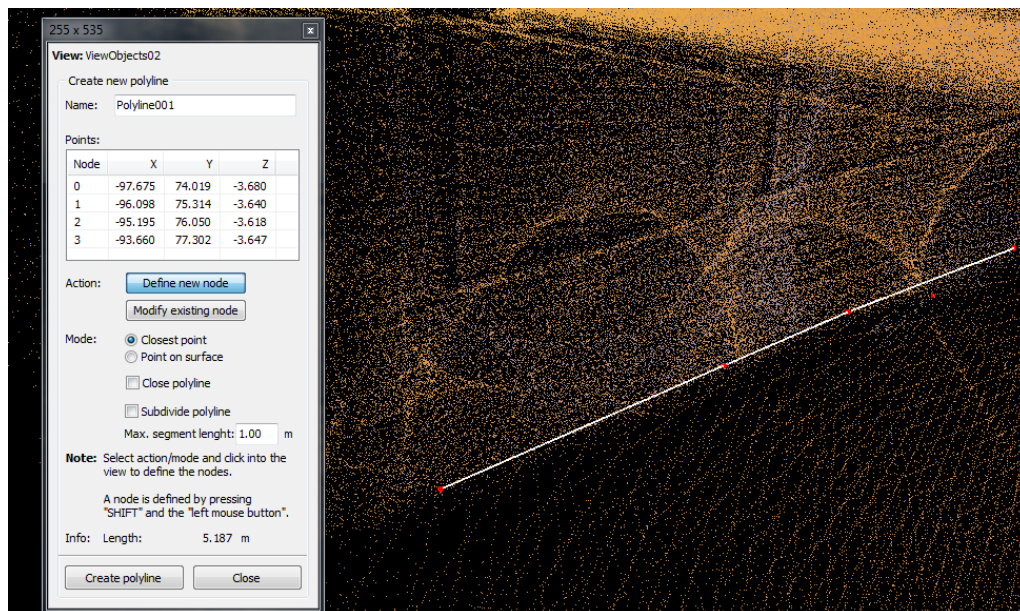 255 x 535
x
View: ViewObjects02
Create new polyline
Name: Polyline001
Points:
Node X Y Z
0 -97.675 74.019 -3.680
1 -96.098 75.314 -3.640
2 -95.195 76.050 -3.618
3 -93.660 77.302 -3.647
Action: Define new node
Modify existing node
Mode: Closest point
Point on surface
Close polyline
Subdivide polyline
Max. segment lenght: 1.00 m
Note: Select action/mode and click into the
view to define the nodes.
A node is defined by pressing
"SHIFT" and the "left mouse button".
Info: Length: 5.187 m
Create polyline Close